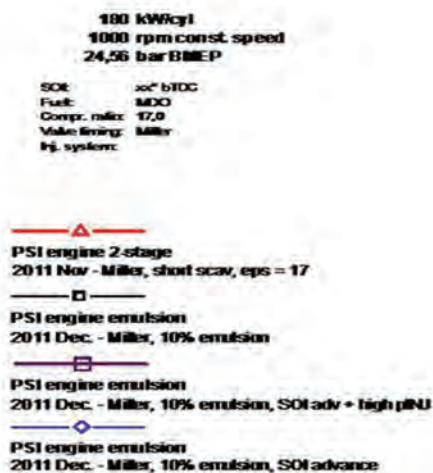 180 kW/cyl
1000 rpm const. speed
24,56 bar BMEP
SOI: xx° bTDC
Fuel: MDO
Compr. ratio: 17,0
Valve timing: Miller
Inj. system:
PSI engine 2-stage
2011 Nov - Miller, short scav, eps = 17
PSI engine emulsion
2011 Dec. - Miller, 10% emulsion
PSI engine emulsion
2011 Dec. - Miller, 10% emulsion, SOI adv + high pINJ
PSI engine emulsion
2011 Dec. - Miller, 10% emulsion, SOI advance